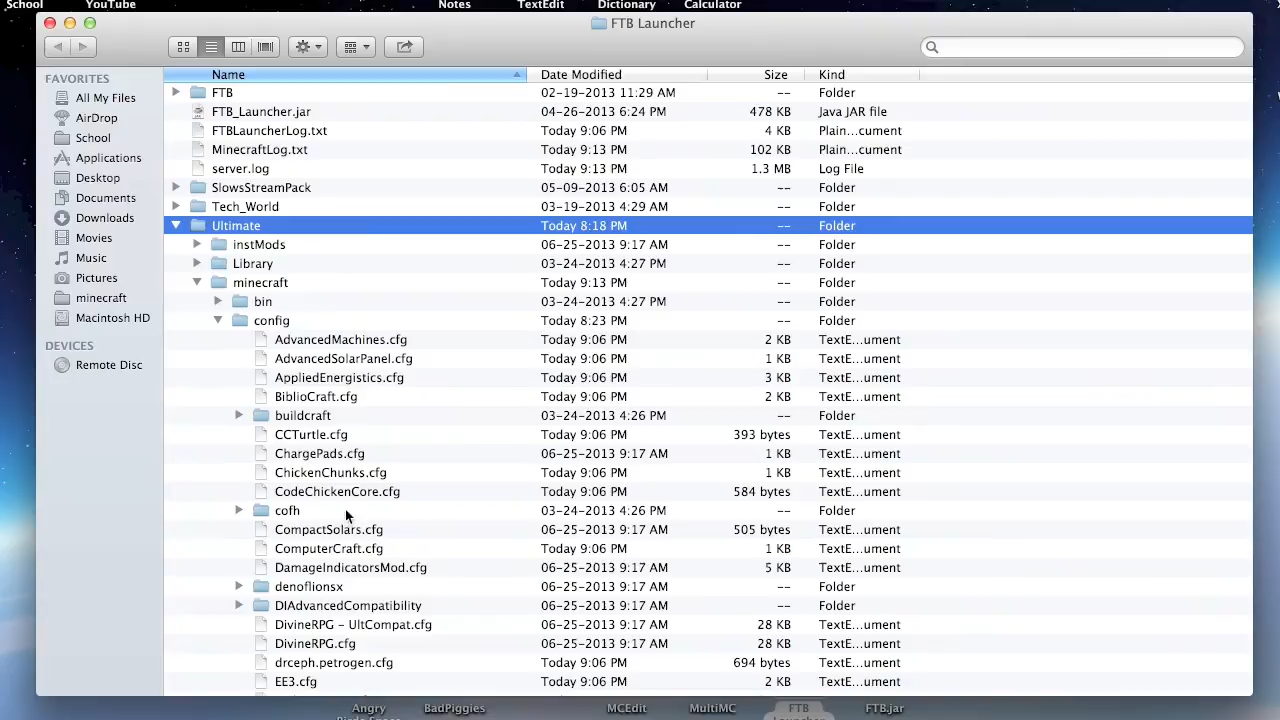 School YouTube Notes TextEdit Dictionary Calculator
FTB Launcher
FAVORITES
All My Files
AirDrop
School
Applications
Desktop
Documents
Downloads
Movies
Music
Pictures
minecraft
Macintosh HD
DEVICES
Remote Disc
Name Date Modified Size Kind
FTB 02-19-2013 11:29 AM -- Folder
FTB_Launcher.jar 04-26-2013 6:24 PM 478 KB Java JAR file
FTBLauncherLog.txt Today 9:06 PM 4 KB Plain...cument
MinecraftLog.txt Today 9:13 PM 102 KB Plain...cument
server.log Today 9:13 PM 1.3 MB Log File
SlowsStreamPack 05-09-2013 6:05 AM -- Folder
Tech_World 03-19-2013 4:29 AM -- Folder
Ultimate Today 8:18 PM -- Folder
instMods 06-25-2013 9:17 AM -- Folder
Library 03-24-2013 4:27 PM -- Folder
minecraft Today 9:13 PM -- Folder
bin 03-24-2013 4:27 PM -- Folder
config Today 8:23 PM -- Folder
AdvancedMachines.cfg Today 9:06 PM 2 KB TextE...ument
AdvancedSolarPanel.cfg Today 9:06 PM 1 KB TextE...ument
AppliedEnergistics.cfg Today 9:06 PM 3 KB TextE...ument
BiblioCraft.cfg Today 9:06 PM 2 KB TextE...ument
buildcraft 03-24-2013 4:26 PM -- Folder
CCTurtle.cfg Today 9:06 PM 393 bytes TextE...ument
ChargePads.cfg 06-25-2013 9:17 AM 1 KB TextE...ument
ChickenChunks.cfg Today 9:06 PM 1 KB TextE...ument
CodeChickenCore.cfg Today 9:06 PM 584 bytes TextE...ument
cofh 03-24-2013 4:26 PM -- Folder
CompactSolars.cfg 06-25-2013 9:17 AM 505 bytes TextE...ument
ComputerCraft.cfg Today 9:06 PM 1 KB TextE...ument
DamageIndicatorsMod.cfg 06-25-2013 9:17 AM 5 KB TextE...ument
denoflionsx 06-25-2013 9:17 AM -- Folder
DIAdvancedCompatibility 06-25-2013 9:17 AM -- Folder
DivineRPG - UltCompat.cfg 06-25-2013 9:17 AM 28 KB TextE...ument
DivineRPG.cfg 06-25-2013 9:17 AM 28 KB TextE...ument
drceph.petrogen.cfg Today 9:06 PM 694 bytes TextE...ument
EE3.cfg Today 9:06 PM 2 KB TextE...ument
Angry BadPiggies MCEdit MultiMC FTB FTB.jar
Launcher